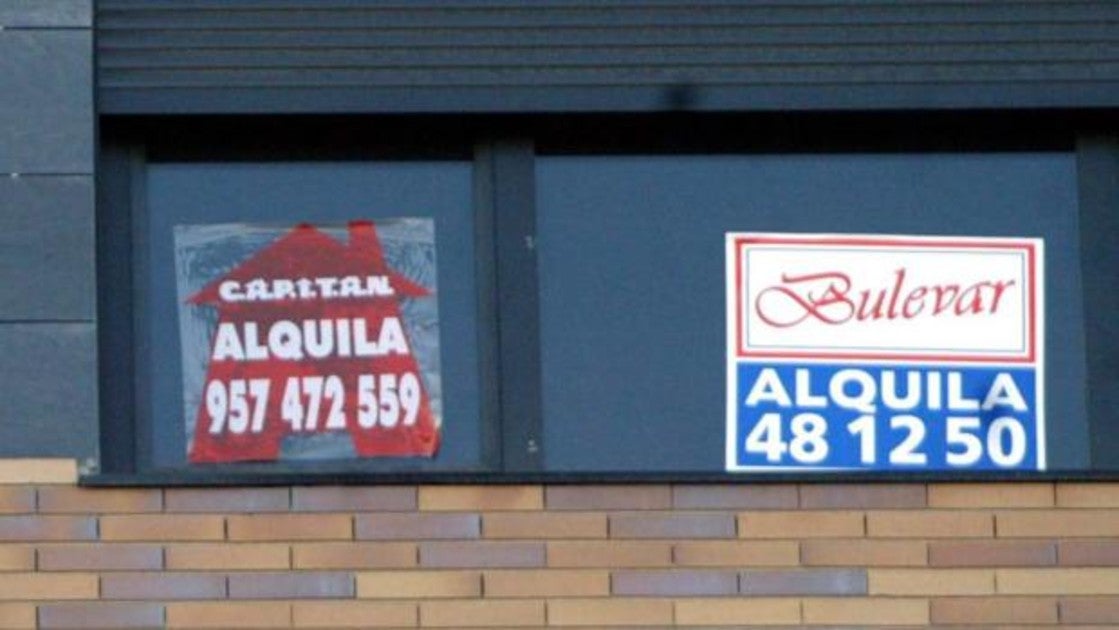 C.A.P.I.T.A.N.
ALQUILA
957 472 559
Bulevar
ALQUILA
48 12 50